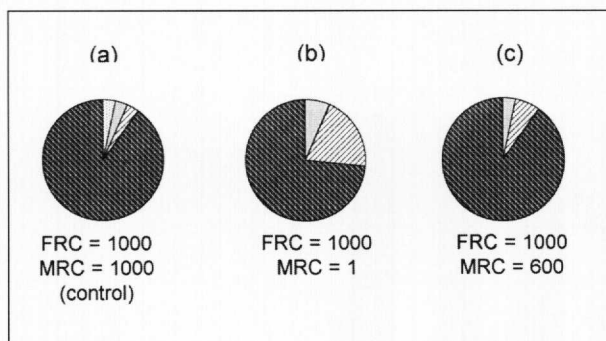 (a) (b) (c)
FRC = 1000 FRC = 1000 FRC = 1000
MRC = 1000 MRC = 1 MRC = 600
(control)